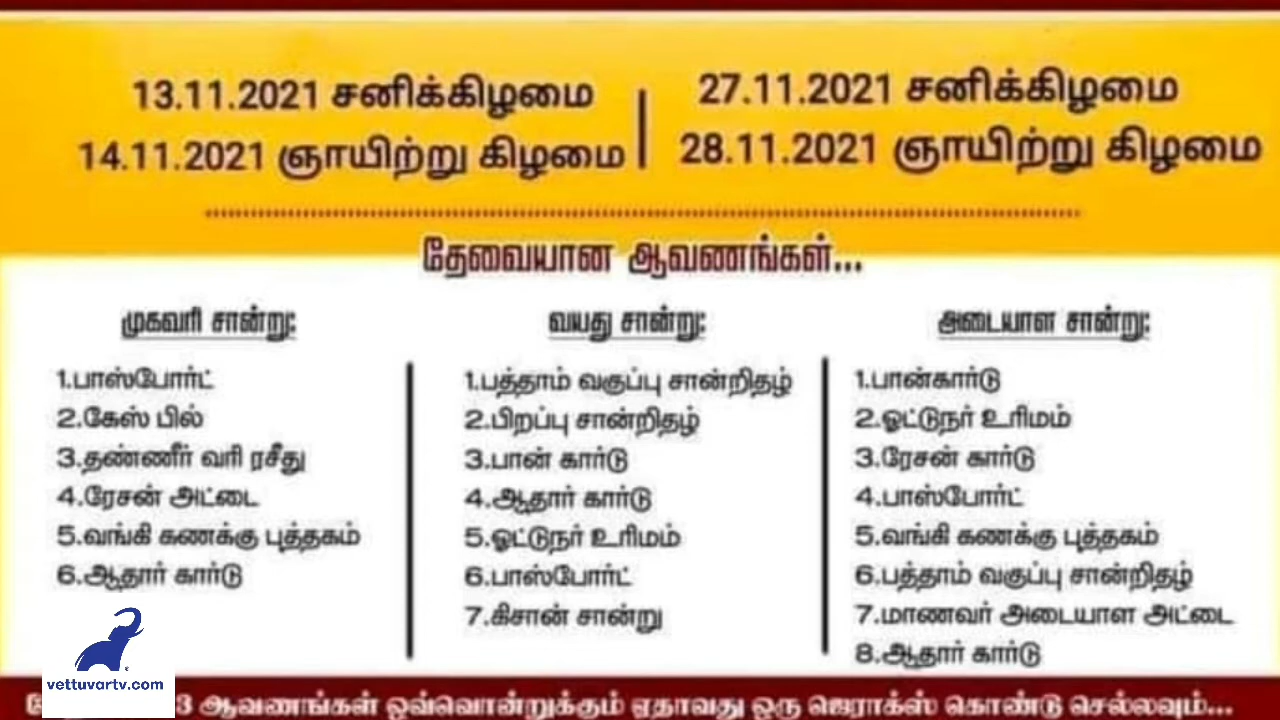 13.11.2021 சனிக்கிழமை
14.11.2021 ஞாயிற்று கிழமை
27.11.2021 சனிக்கிழமை
28.11.2021 ஞாயிற்று கிழமை
தேவையான ஆவணங்கள்...
முகவரி சான்று:
1.பாஸ்போர்ட்
2.கேஸ் பில்
3.தண்ணீர் வரி ரசீது
4.ரேசன் அட்டை
5.வங்கி கணக்கு புத்தகம்
6.ஆதார் கார்டு
வயது சான்று:
1.பத்தாம் வகுப்பு சான்றிதழ்
2.பிறப்பு சான்றிதழ்
3.பான் கார்டு
4.ஆதார் கார்டு
5.ஓட்டுநர் உரிமம்
6.பாஸ்போர்ட்
7.கிசான் சான்று
அடையாள சான்று:
1.பான்கார்டு
2.ஓட்டுநர் உரிமம்
3.ரேசன் கார்டு
4.பாஸ்போர்ட்
5.வங்கி கணக்கு புத்தகம்
6.பத்தாம் வகுப்பு சான்றிதழ்
7.மாணவர் அடையாள அட்டை
8.ஆதார் கார்டு
vettuvartv.com
3 ஆவணங்கள் ஒவ்வொன்றுக்கும் ஏதாவது ஒரு ஜெராக்ஸ் கொண்டு செல்லவும்...